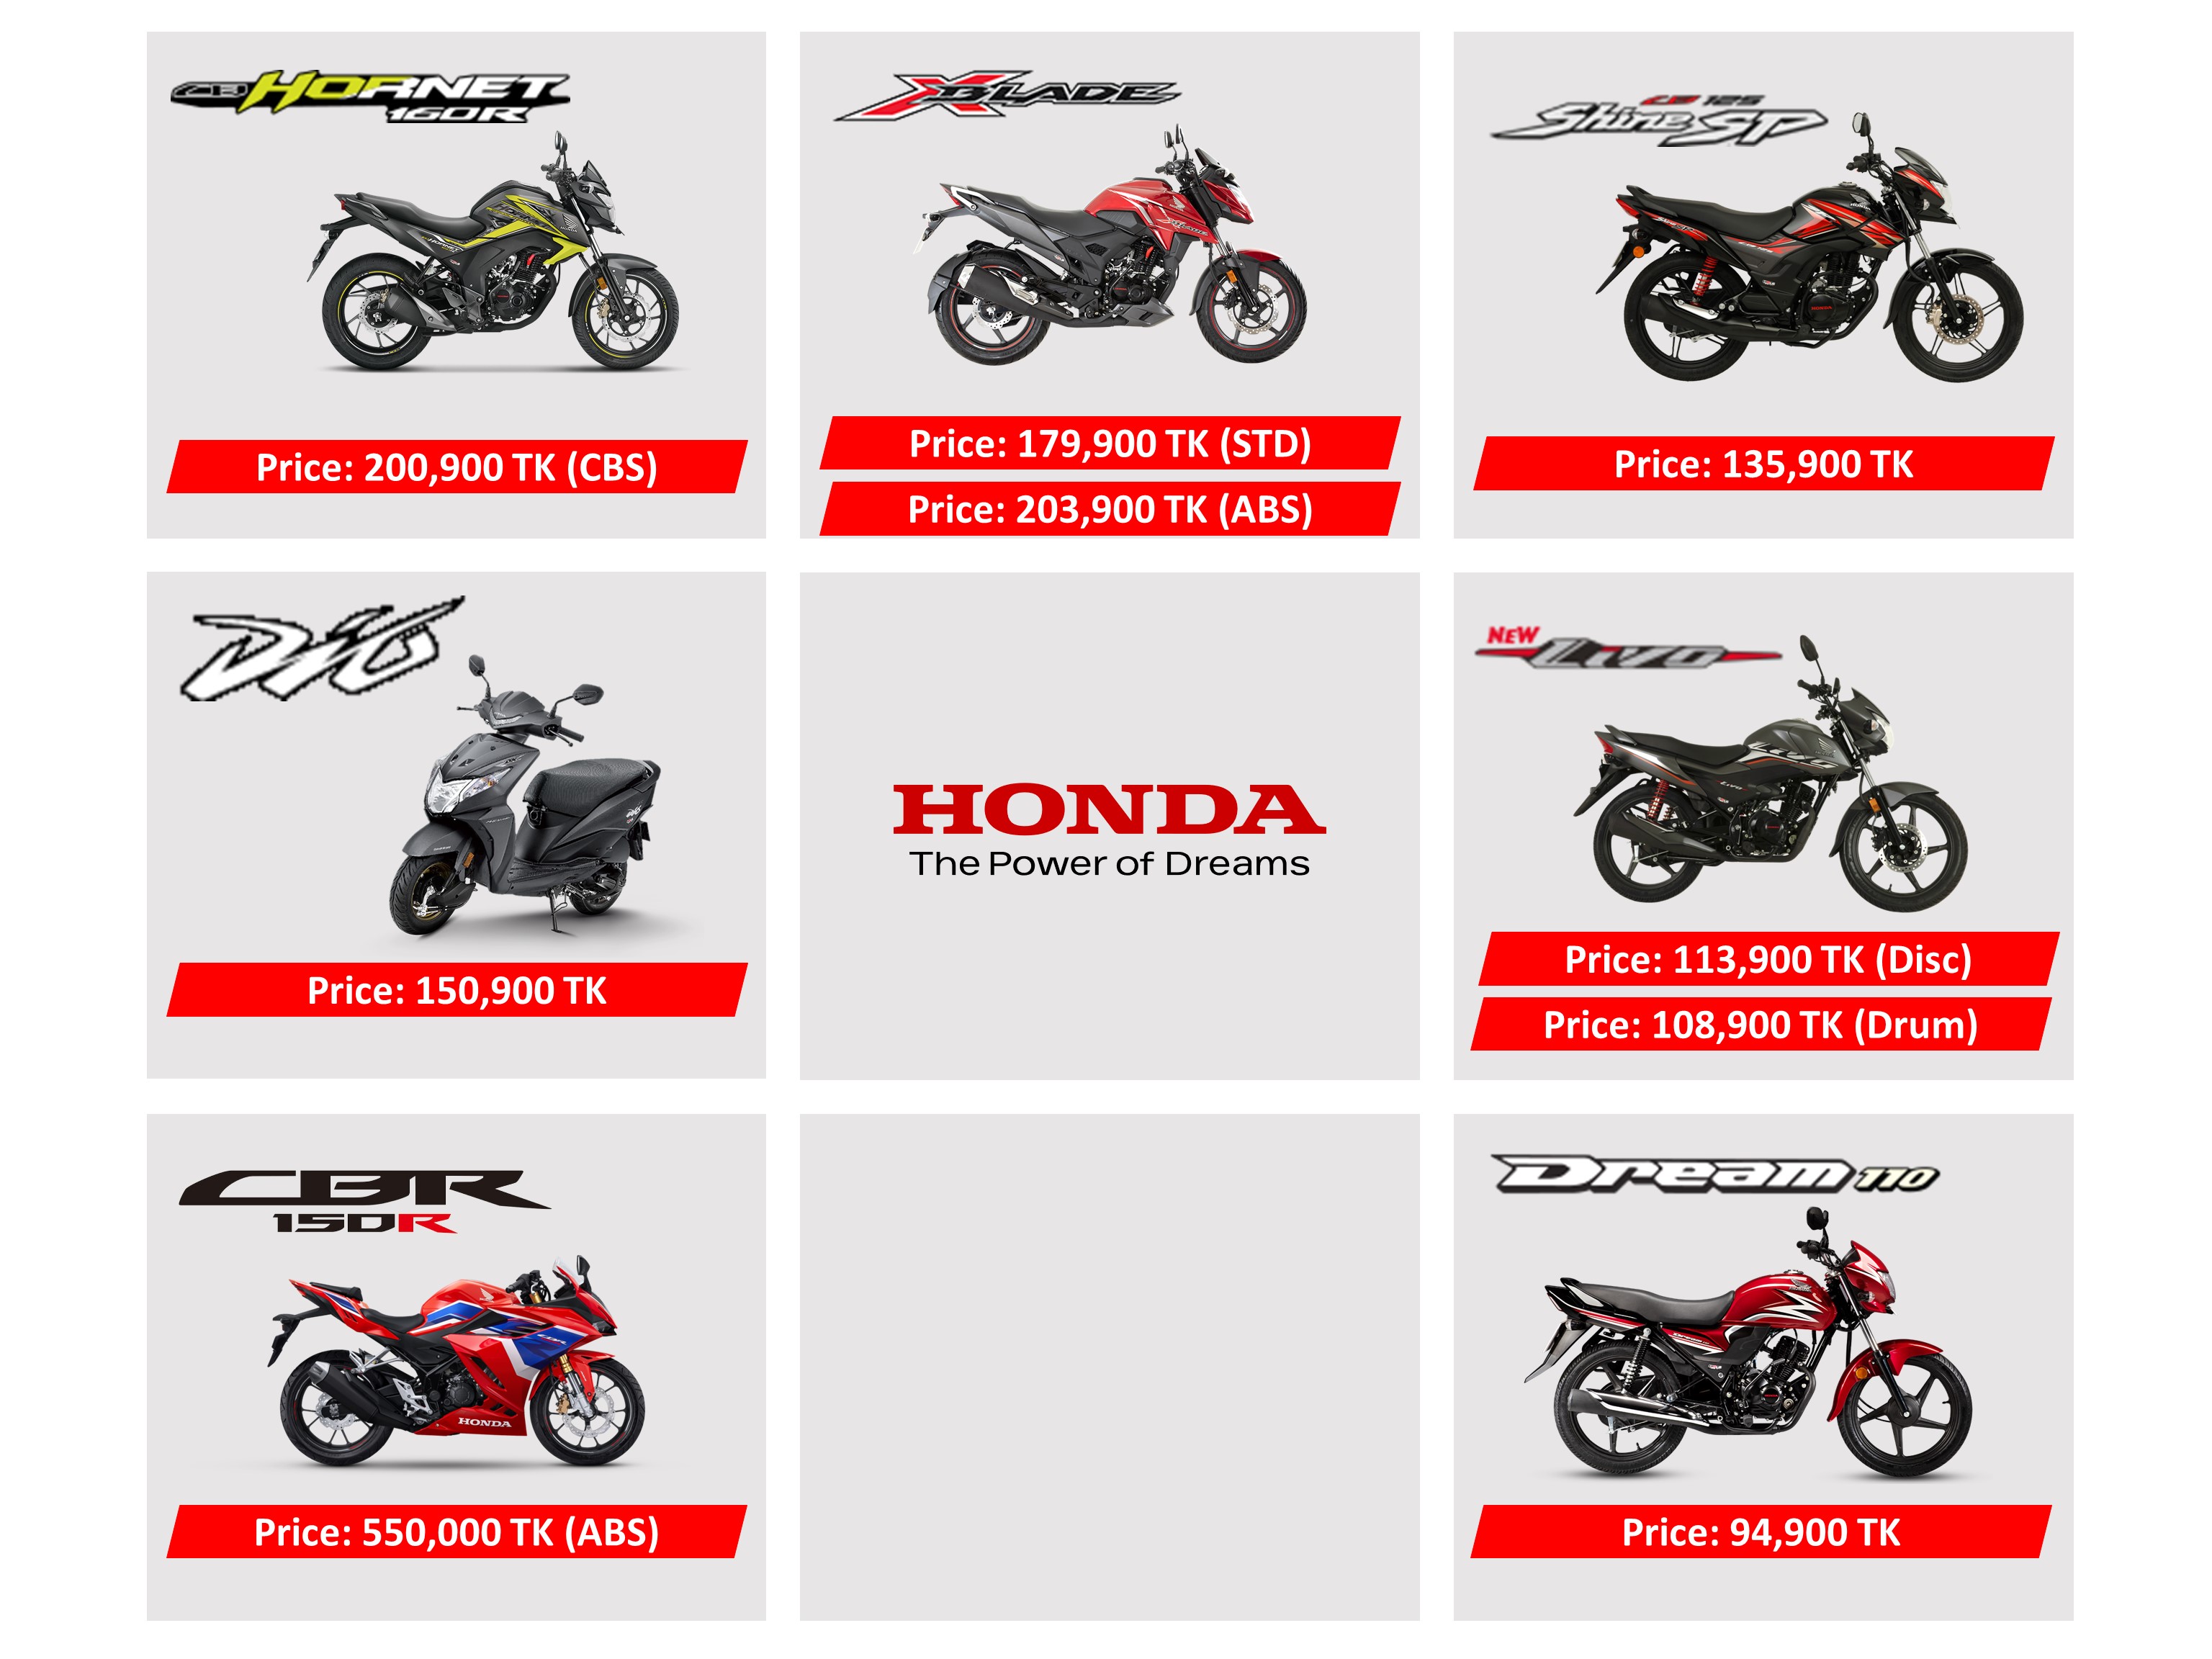 CB HORNET
160R
Price: 200,900 TK (CBS)
XBLADE
Price: 179,900 TK (STD)
Price: 203,900 TK (ABS)
CB 125
Shine SP
Price: 135,900 TK
Dio
Price: 150,900 TK
HONDA
The Power of Dreams
NEW
Livo
Price: 113,900 TK (Disc)
Price: 108,900 TK (Drum)
CBR
150R
HONDA
Price: 550,000 TK (ABS)
Dream 110
Price: 94,900 TK